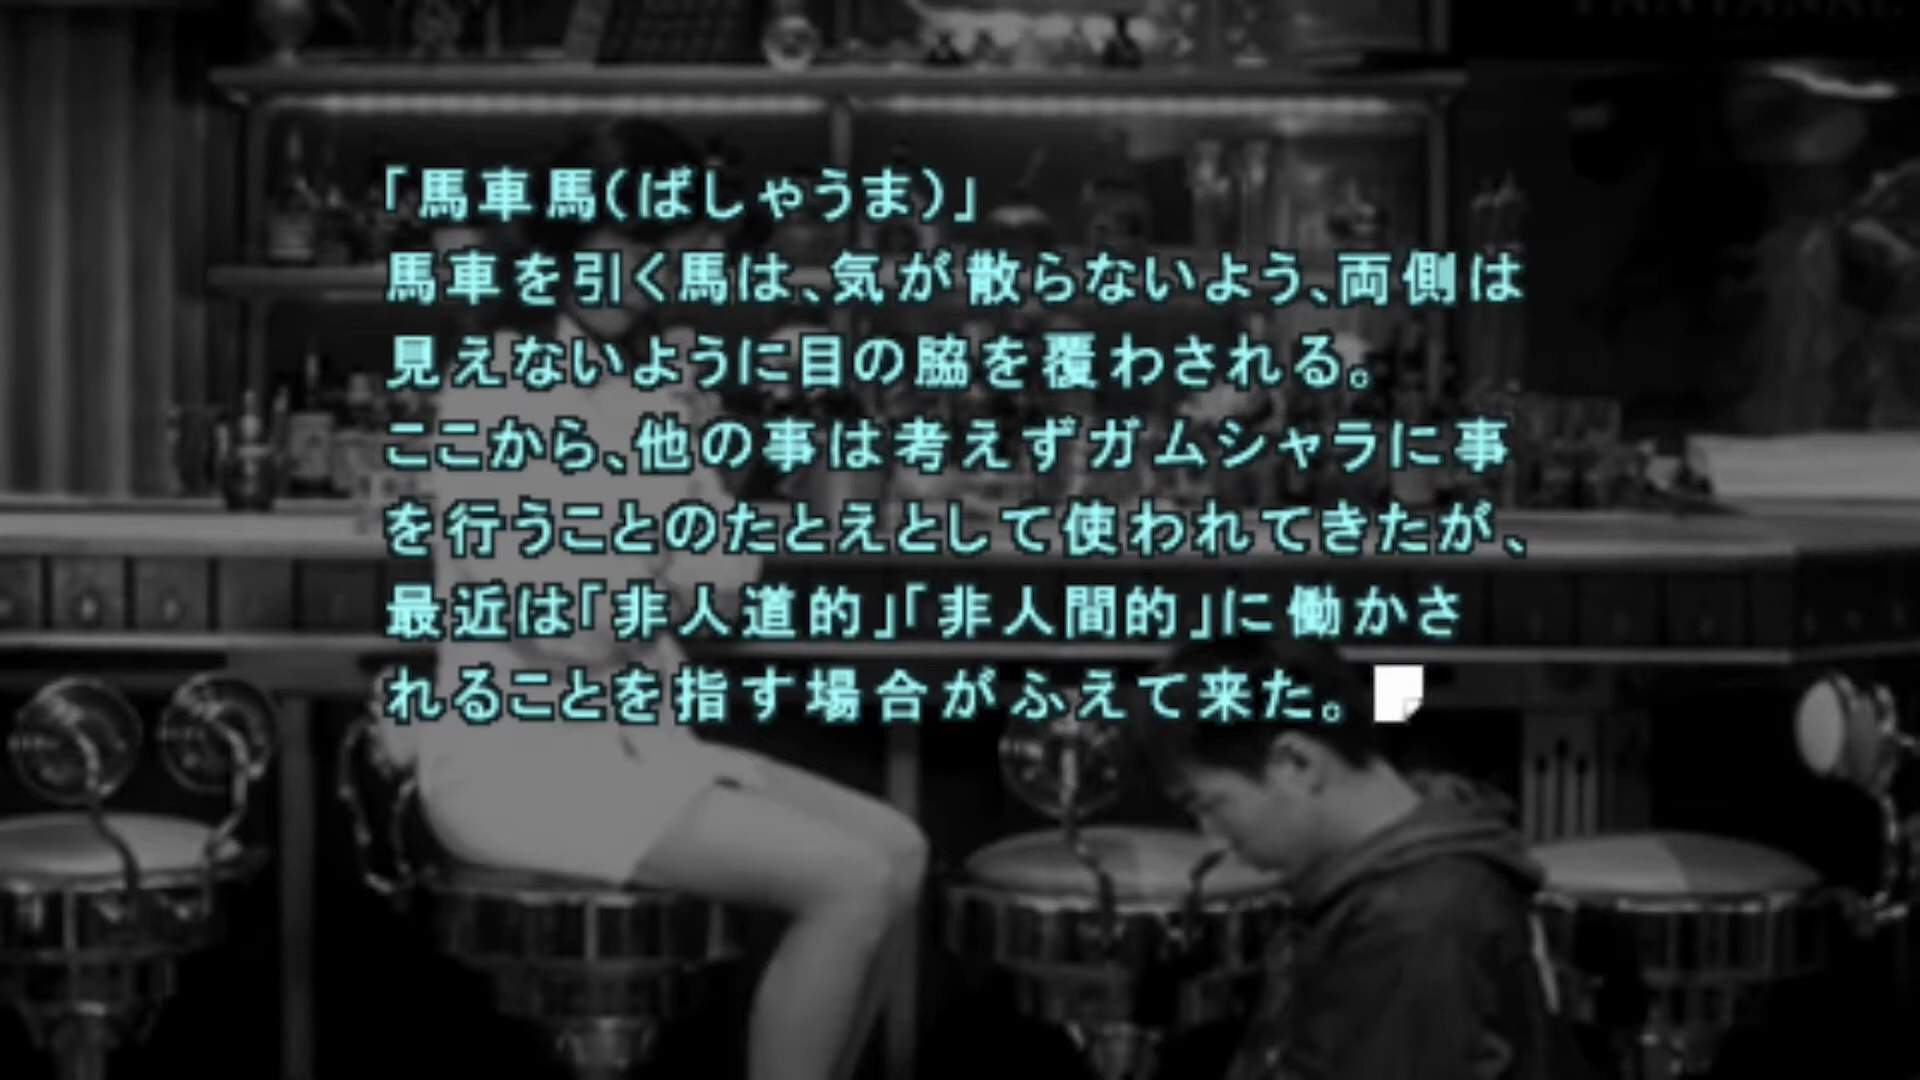 「馬車馬(ばしゃうま)」
馬車を引く馬は、気が散らないよう、両側は
見えないように目の脇を覆わされる。
ここから、他の事は考えずガムシャラに事
を行うことのたとえとして使われてきたが、
最近は「非人道的」「非人間的」に働かさ
れることを指す場合がふえて来た。